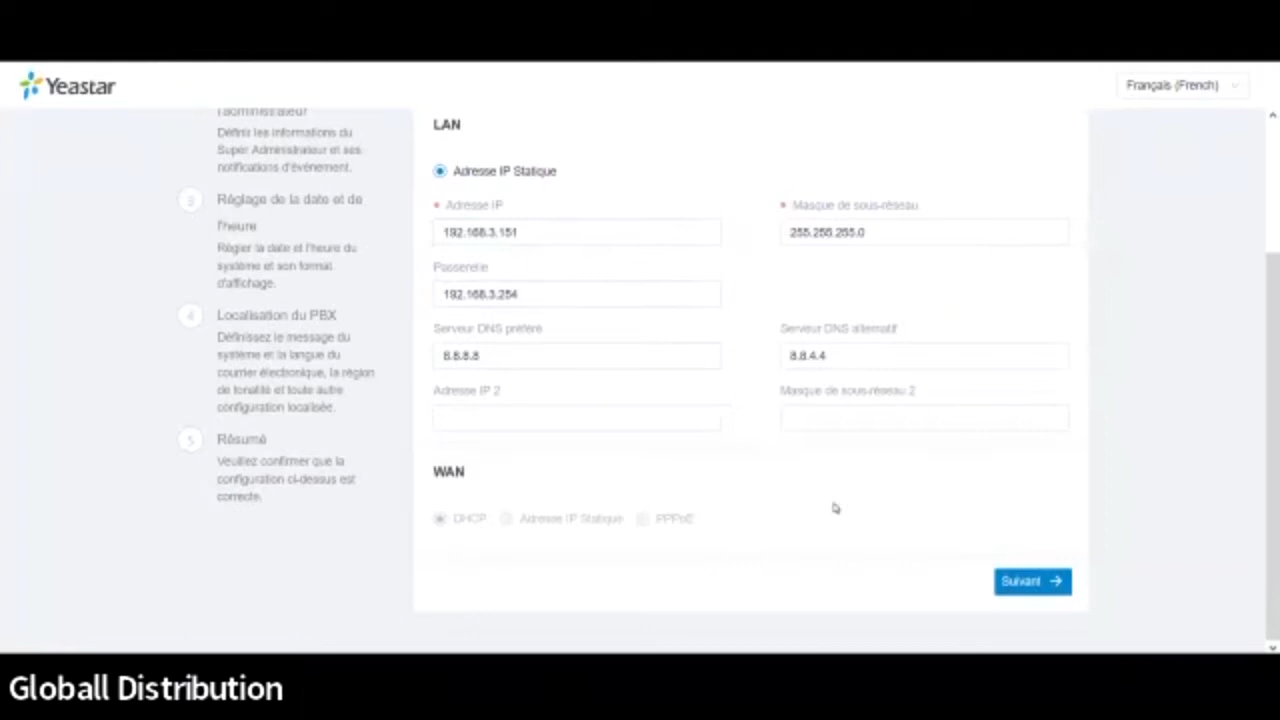 Yeastar
Français (French)
l'administrateur
Définir les informations du
Super Administrateur et ses
notifications d'événement.
3
Réglage de la date et de
l'heure
Régler la date et l'heure du
système et son format
d'affichage.
4
Localisation du PBX
Définissez le message du
système et la langue du
courrier électronique, la région
de tonalité et toute autre
configuration localisée.
5
Résumé
Veuillez confirmer que la
configuration ci-dessus est
correcte.
LAN
Adresse IP Statique
* Adresse IP
* Masque de sous-réseau
192.168.3.151
255.255.255.0
Passerelle
192.168.3.254
Serveur DNS préféré
Serveur DNS alternatif
8.8.8.8
8.8.4.4
Adresse IP 2
Masque de sous-réseau 2
WAN
DHCP
Adresse IP Statique
PPPoE
Suivant
Globall Distribution